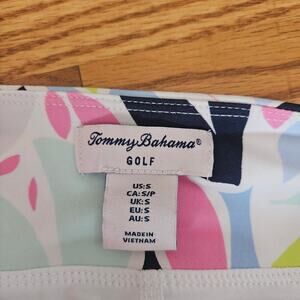 Tommy Bahama®
GOLF
US:S
CA:S/P
UK:S
EU:S
AU:S
MADE IN
VIETNAM